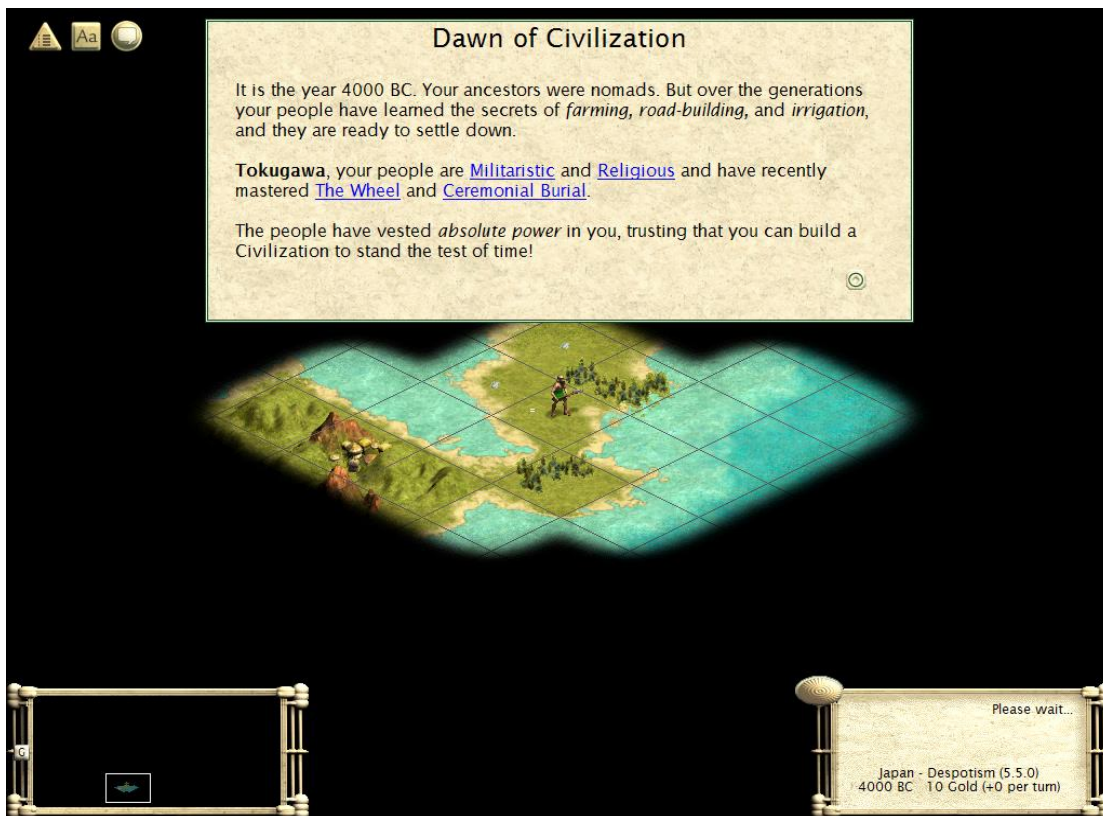 Aa
Dawn of Civilization
It is the year 4000 BC. Your ancestors were nomads. But over the generations
your people have learned the secrets of farming, road-building, and irrigation,
and they are ready to settle down.
Tokugawa, your people are Militaristic and Religious and have recently
mastered The Wheel and Ceremonial Burial.
The people have vested absolute power in you, trusting that you can build a
Civilization to stand the test of time!
G
Please wait...
Japan - Despotism (5.5.0)
4000 BC 10 Gold (+0 per turn)